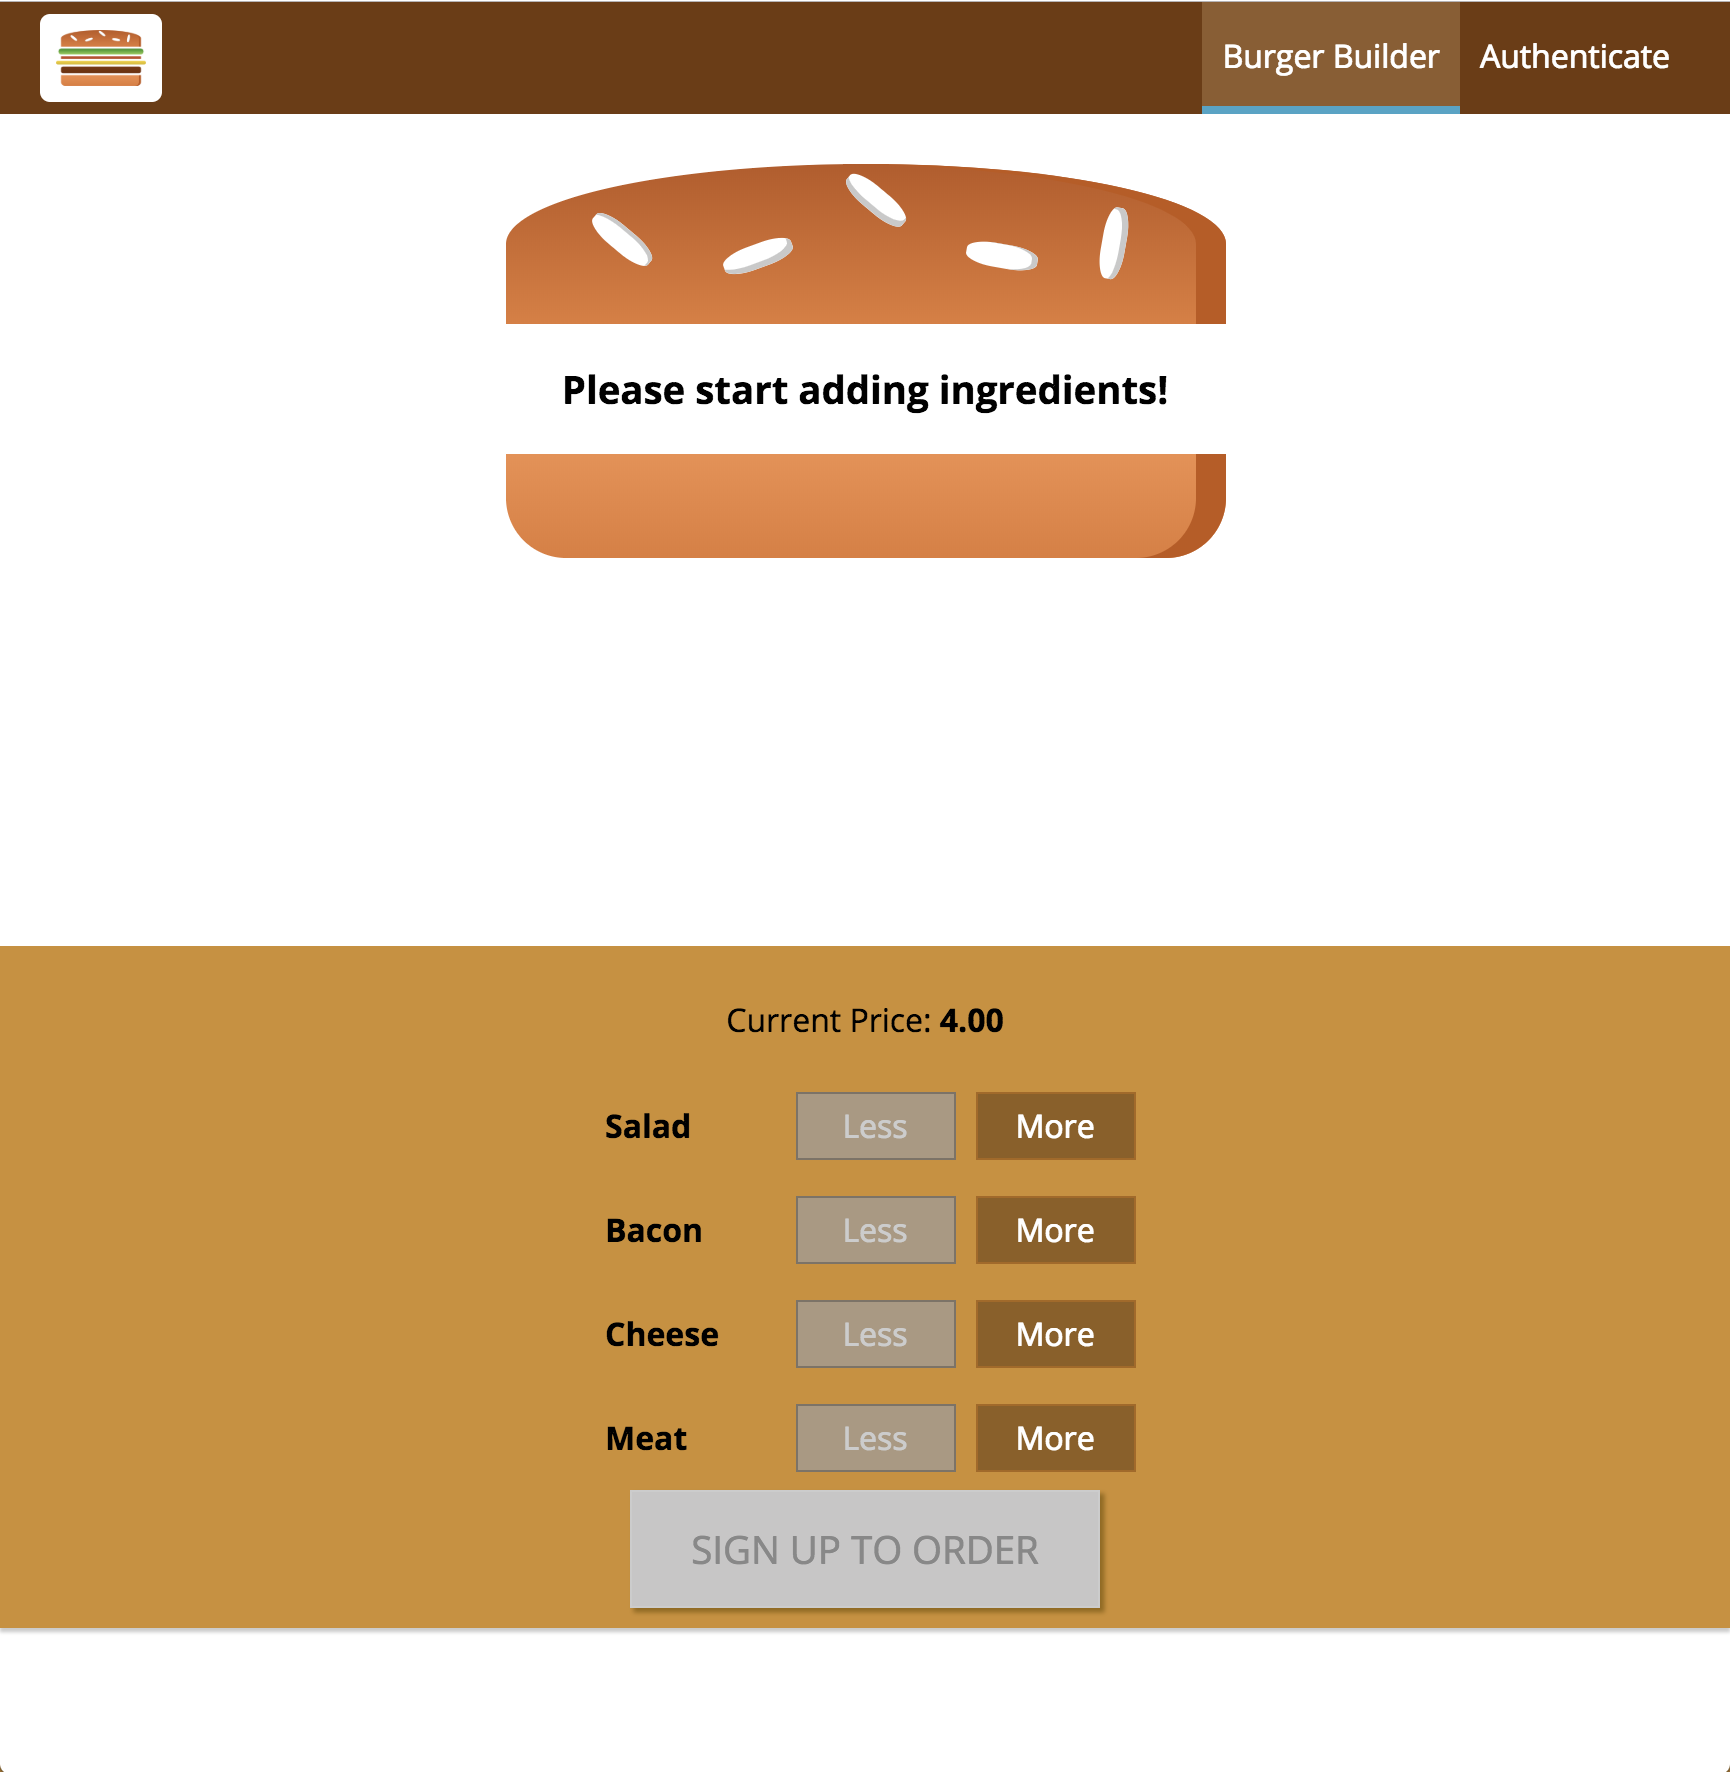 Burger Builder Authenticate
Please start adding ingredients!
Current Price: 4.00
Salad Less More
Bacon Less More
Cheese Less More
Meat Less More
SIGN UP TO ORDER